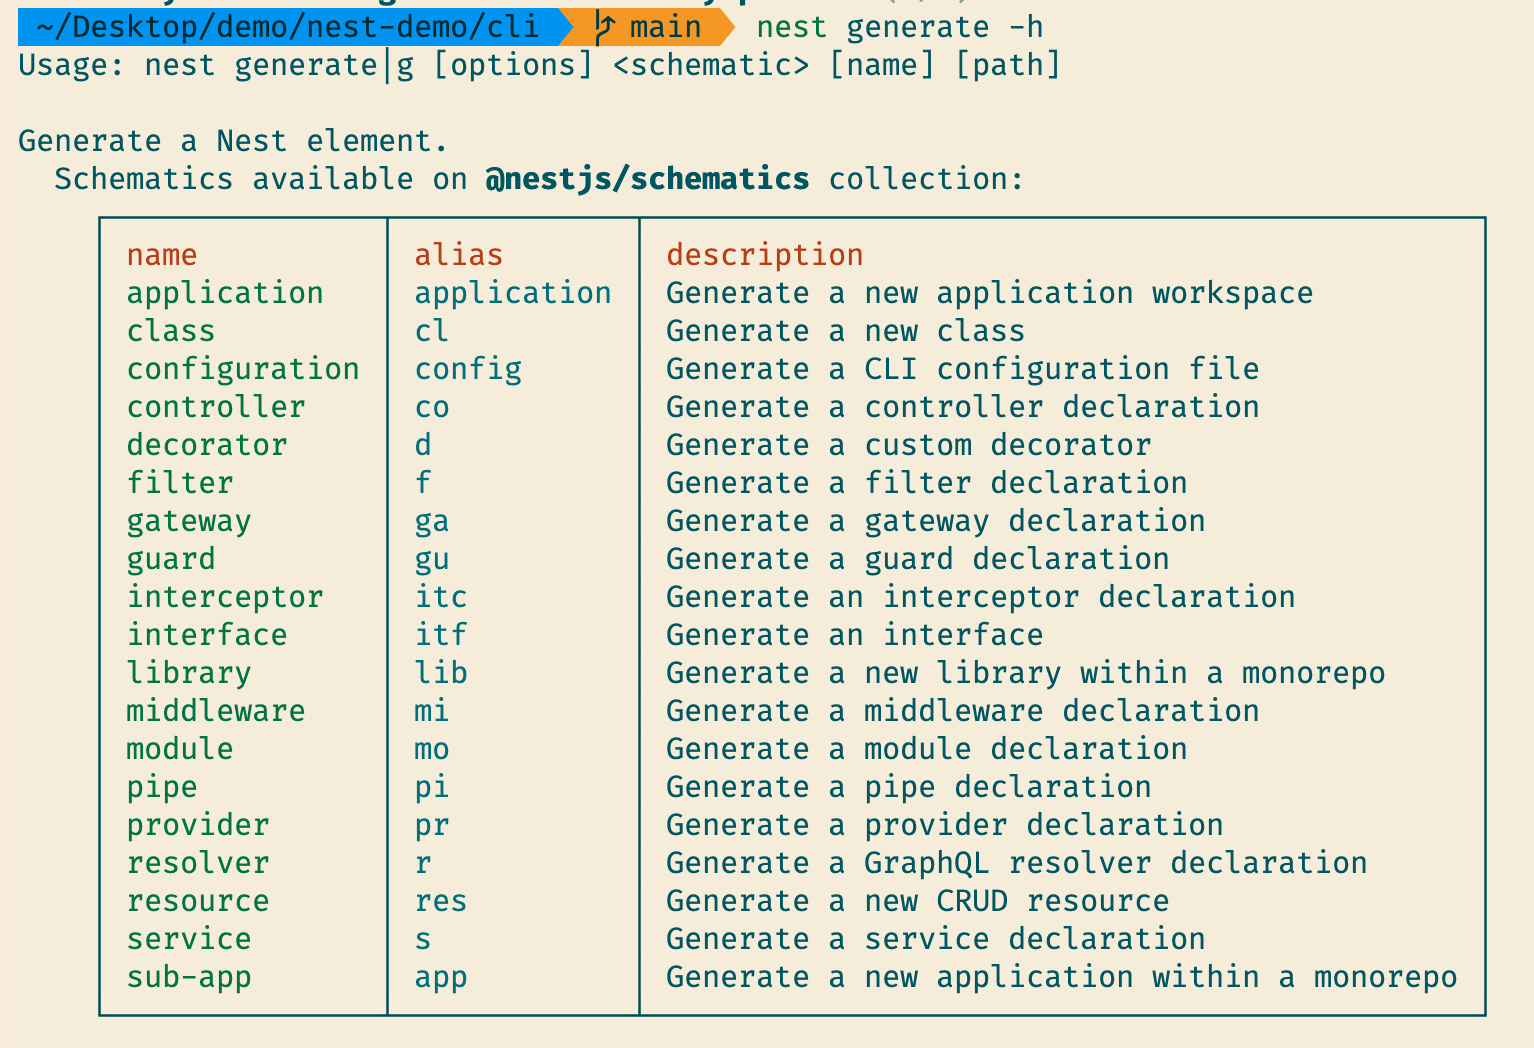 ~/Desktop/demo/nest-demo/cli main nest generate -h
Usage: nest generate|g [options] <schematic> [name] [path]
Generate a Nest element.
Schematics available on @nestjs/schematics collection:
name alias description
application application Generate a new application workspace
class cl Generate a new class
configuration config Generate a CLI configuration file
controller co Generate a controller declaration
decorator d Generate a custom decorator
filter f Generate a filter declaration
gateway ga Generate a gateway declaration
guard gu Generate a guard declaration
interceptor itc Generate an interceptor declaration
interface itf Generate an interface
library lib Generate a new library within a monorepo
middleware mi Generate a middleware declaration
module mo Generate a module declaration
pipe pi Generate a pipe declaration
provider pr Generate a provider declaration
resolver r Generate a GraphQL resolver declaration
resource res Generate a new CRUD resource
service s Generate a service declaration
sub-app app Generate a new application within a monorepo